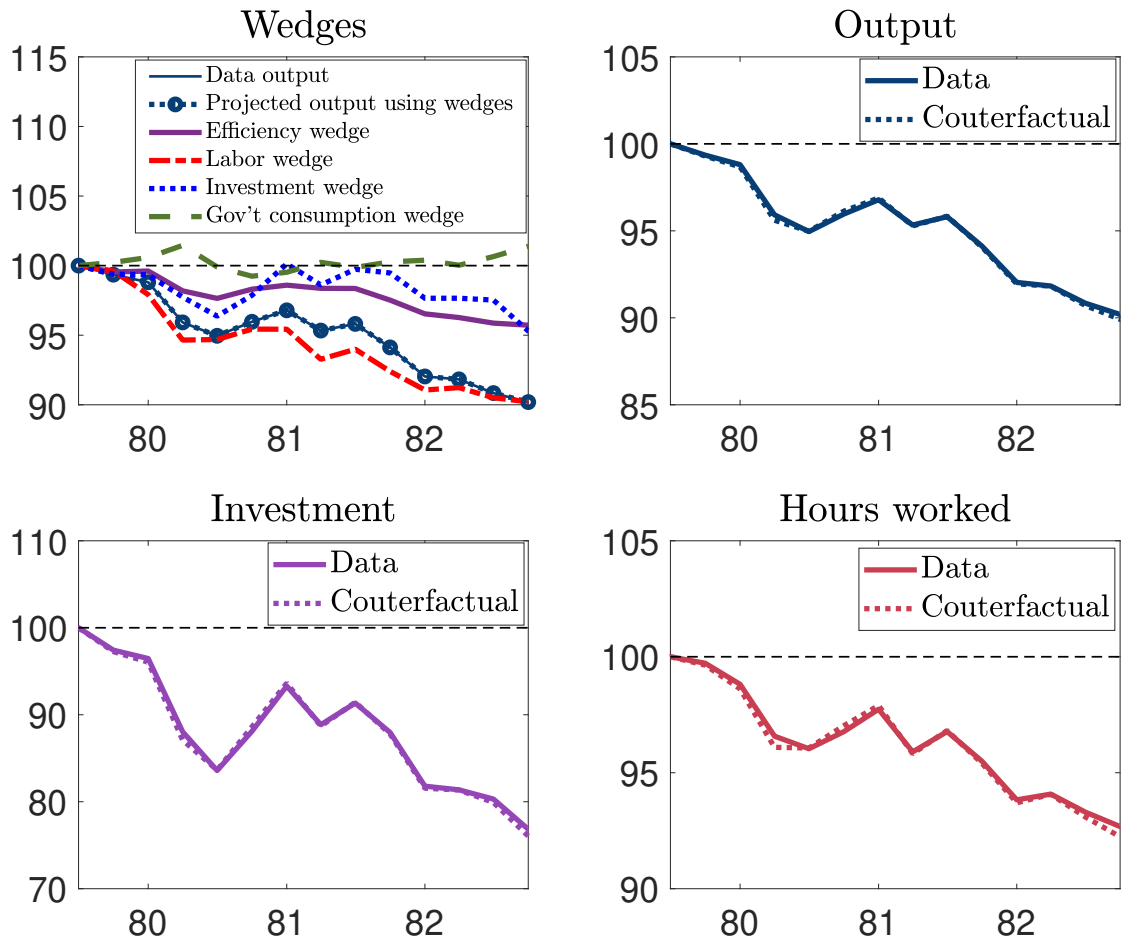 Wedges
115
110
105
100
95
90
80
81
82
Data output
Projected output using wedges
Efficiency wedge
Labor wedge
Investment wedge
Gov't consumption wedge
Output
105
100
95
90
85
80
81
82
Data
Couterfactual
Investment
110
100
90
80
70
80
81
82
Data
Couterfactual
Hours worked
105
100
95
90
80
81
82
Data
Couterfactual